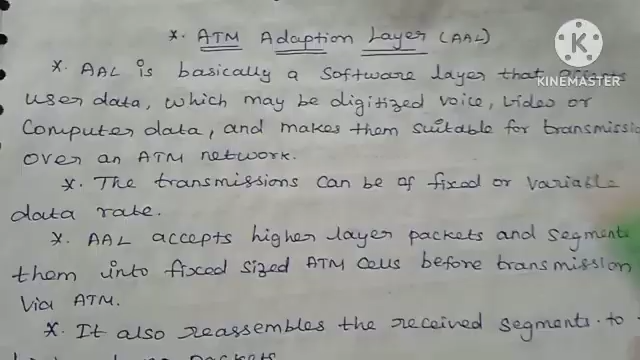 *. ATM Adaption Layer (AAL)
K
KINEMASTER
*. AAL is basically a software layer that
user data, which may be digitized voice, video or
computer data, and makes them suitable for transmissio
over an ATM network.
*. The transmissions can be of fixed or variable
data rate.
*. AAL accepts higher layer packets and segments
them into fixed sized ATM cells before transmission
via ATM.
*. It also reassembles the received segments to
packets